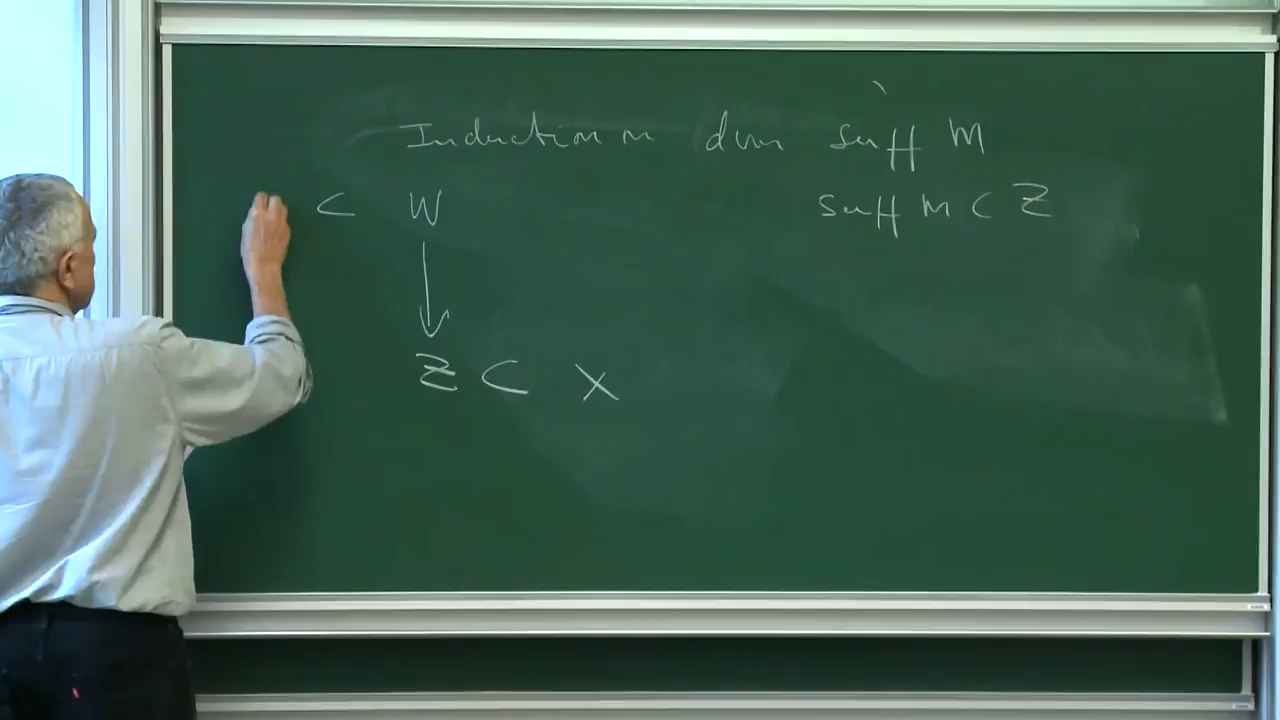 Induction on dim supp M
⊂ W supp M ⊂ Z
↓
Z ⊂ X